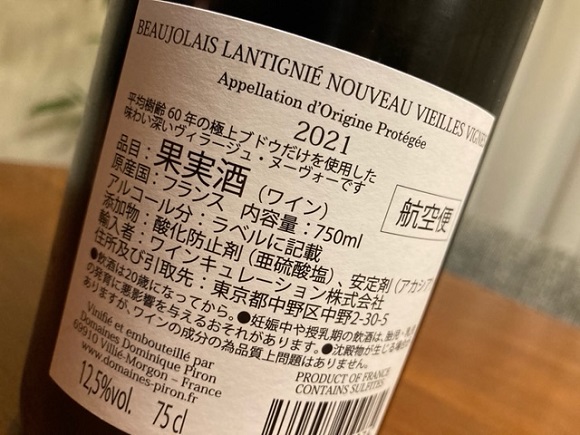 BEAUJOLAIS LANTIGNIÉ NOUVEAU VIEILLES VIGNES
Appellation d'Origine Protégée
2021
平均樹齢60年の極上ブドウだけを使用した
味わい深いヴィラージュ・ヌーヴォーです
品目：果実酒（ワイン）
航空便
原産国：フランス 内容量：750ml
アルコール分：ラベルに記載
添加物：酸化防止剤（亜硫酸塩）、安定剤（アカシア
輸入者：ワインキュレーション株式会社
住所及び引取先：東京都中野区中野2-30-5
●飲酒は20歳になってから。●妊娠中や授乳期の飲酒は、胎児・乳
の発育に悪影響を与えるおそれがあります。●沈殿物が生じる場合が
ありますが、ワインの成分の為品質上問題はありません。
Vinifié et embouteillé par
Domaines Dominique Piron
69910 Villié-Morgon - France
www.domaines-piron.fr
12,5%vol. 75 cl
PRODUCT OF FRANCE
CONTAINS SULFITES